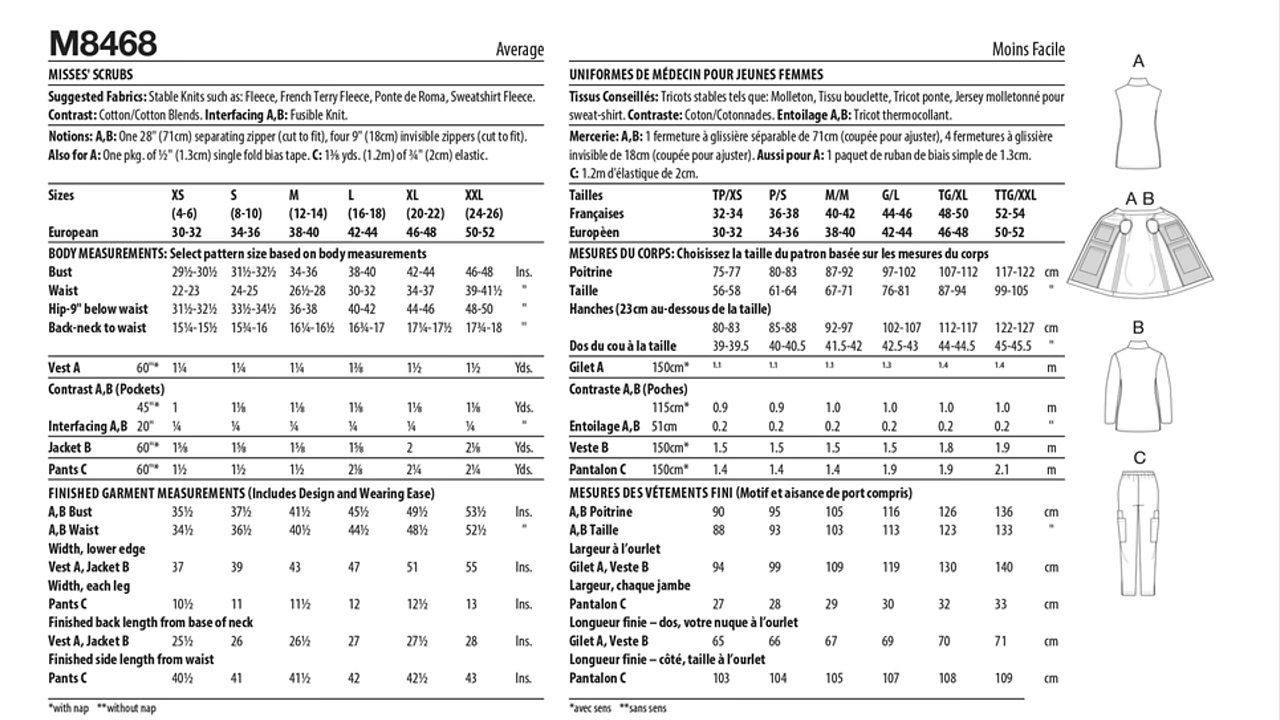 M8468 Average
MISSES' SCRUBS
Suggested Fabrics: Stable Knits such as: Fleece, French Terry Fleece, Ponte de Roma, Sweatshirt Fleece.
Contrast: Cotton/Cotton Blends. Interfacing A,B: Fusible Knit.
Notions: A,B: One 28" (71cm) separating zipper (cut to fit), four 9" (18cm) invisible zippers (cut to fit).
Also for A: One pkg. of ½" (1.3cm) single fold bias tape. C: 1⅜ yds. (1.2m) of ¾" (2cm) elastic.
Sizes XS S M L XL XXL
(4-6) (8-10) (12-14) (16-18) (20-22) (24-26)
European 30-32 34-36 38-40 42-44 46-48 50-52
BODY MEASUREMENTS: Select pattern size based on body measurements
Bust 29½-30½ 31½-32½ 34-36 38-40 42-44 46-48 Ins.
Waist 22-23 24-25 26½-28 30-32 34-37 39-41½ "
Hip-9" below waist 31½-32½ 33½-34½ 36-38 40-42 44-46 48-50 "
Back-neck to waist 15¼-15½ 15¾-16 16¼-16½ 16¾-17 17¼-17½ 17¾-18 "
Vest A 60"* 1¼ 1¼ 1¼ 1⅜ 1½ 1½ Yds.
Contrast A,B (Pockets)
45"* 1 1⅛ 1⅛ 1⅛ 1⅛ 1⅛ Yds.
Interfacing A,B 20" ¼ ¼ ¼ ¼ ¼ ¼ "
Jacket B 60"* 1⅝ 1⅝ 1⅝ 1⅝ 2 2⅛ Yds.
Pants C 60"* 1½ 1½ 1½ 2⅛ 2¼ 2¼ Yds.
FINISHED GARMENT MEASUREMENTS (Includes Design and Wearing Ease)
A,B Bust 35½ 37½ 41½ 45½ 49½ 53½ Ins.
A,B Waist 34½ 36½ 40½ 44½ 48½ 52½ "
Width, lower edge
Vest A, Jacket B 37 39 43 47 51 55 Ins.
Width, each leg
Pants C 10½ 11 11½ 12 12½ 13 Ins.
Finished back length from base of neck
Vest A, Jacket B 25½ 26 26½ 27 27½ 28 Ins.
Finished side length from waist
Pants C 40½ 41 41½ 42 42½ 43 Ins.
*with nap **without nap
Moins Facile
UNIFORMES DE MÉDECIN POUR JEUNES FEMMES
Tissus Conseillés: Tricots stables tels que: Molleton, Tissu bouclette, Tricot ponte, Jersey molletonné pour
sweat-shirt. Contraste: Coton/Cotonnades. Entoilage A,B: Tricot thermocollant.
Mercerie: A,B: 1 fermeture à glissière séparable de 71cm (coupée pour ajuster), 4 fermetures à glissière
invisible de 18cm (coupée pour ajuster). Aussi pour A: 1 paquet de ruban de biais simple de 1.3cm.
C: 1.2m d'élastique de 2cm.
Tailles TP/XS P/S M/M G/L TG/XL TTG/XXL
Françaises 32-34 36-38 40-42 44-46 48-50 52-54
Europèen 30-32 34-36 38-40 42-44 46-48 50-52
MESURES DU CORPS: Choisissez la taille du patron basée sur les mesures du corps
Poitrine 75-77 80-83 87-92 97-102 107-112 117-122 cm
Taille 56-58 61-64 67-71 76-81 87-94 99-105 "
Hanches (23cm au-dessous de la taille)
80-83 85-88 92-97 102-107 112-117 122-127 cm
Dos du cou à la taille 39-39.5 40-40.5 41.5-42 42.5-43 44-44.5 45-45.5 "
Gilet A 150cm* 1.1 1.1 1.1 1.3 1.4 1.4 m
Contraste A,B (Poches)
115cm* 0.9 0.9 1.0 1.0 1.0 1.0 m
Entoilage A,B 51cm 0.2 0.2 0.2 0.2 0.2 0.2 "
Veste B 150cm* 1.5 1.5 1.5 1.5 1.8 1.9 m
Pantalon C 150cm* 1.4 1.4 1.4 1.9 1.9 2.1 m
MESURES DES VÉTEMENTS FINI (Motif et aisance de port compris)
A,B Poitrine 90 95 105 116 126 136 cm
A,B Taille 88 93 103 113 123 133 "
Largeur à l'ourlet
Gilet A, Veste B 94 99 109 119 130 140 cm
Largeur, chaque jambe
Pantalon C 27 28 29 30 32 33 cm
Longueur finie – dos, votre nuque à l'ourlet
Gilet A, Veste B 65 66 67 69 70 71 cm
Longueur finie – côté, taille à l'ourlet
Pantalon C 103 104 105 107 108 109 cm
*avec sens **sans sens
A
A B
B
C